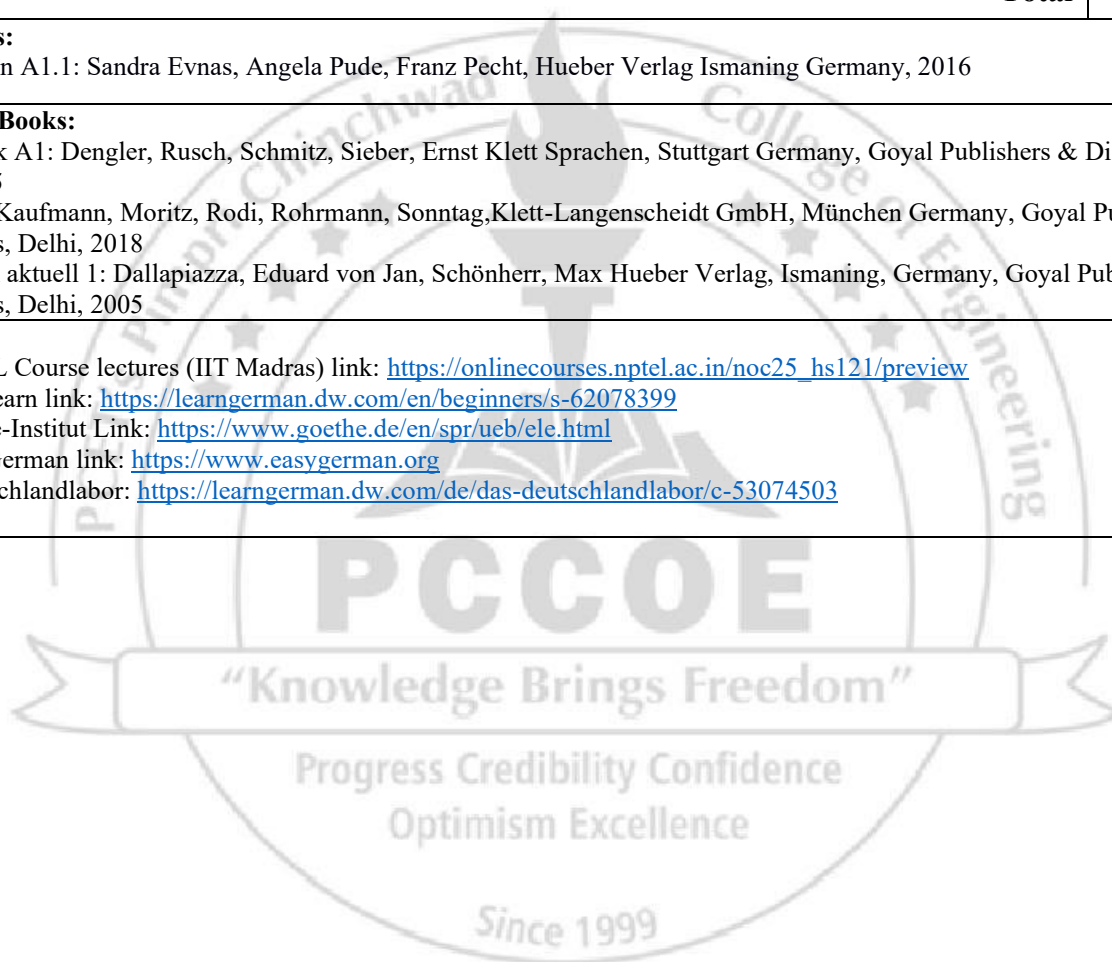 Total
s:
n A1.1: Sandra Evnas, Angela Pude, Franz Pecht, Hueber Verlag Ismaning Germany, 2016
Books:
k A1: Dengler, Rusch, Schmitz, Sieber, Ernst Klett Sprachen, Stuttgart Germany, Goyal Publishers & Di
Kaufmann, Moritz, Rodi, Rohrmann, Sonntag,Klett-Langenscheidt GmbH, München Germany, Goyal Pu
s, Delhi, 2018
aktuell 1: Dallapiazza, Eduard von Jan, Schönherr, Max Hueber Verlag, Ismaning, Germany, Goyal Pub
s, Delhi, 2005
L Course lectures (IIT Madras) link: https://onlinecourses.nptel.ac.in/noc25_hs121/preview
earn link: https://learngerman.dw.com/en/beginners/s-62078399
e-Institut Link: https://www.goethe.de/en/spr/ueb/ele.html
German link: https://www.easygerman.org
schlandlabor: https://learngerman.dw.com/de/das-deutschlandlabor/c-53074503
Pimpri Chinchwad College of Engineering
PCCOE
"Knowledge Brings Freedom"
Progress Credibility Confidence
Optimism Excellence
Since 1999